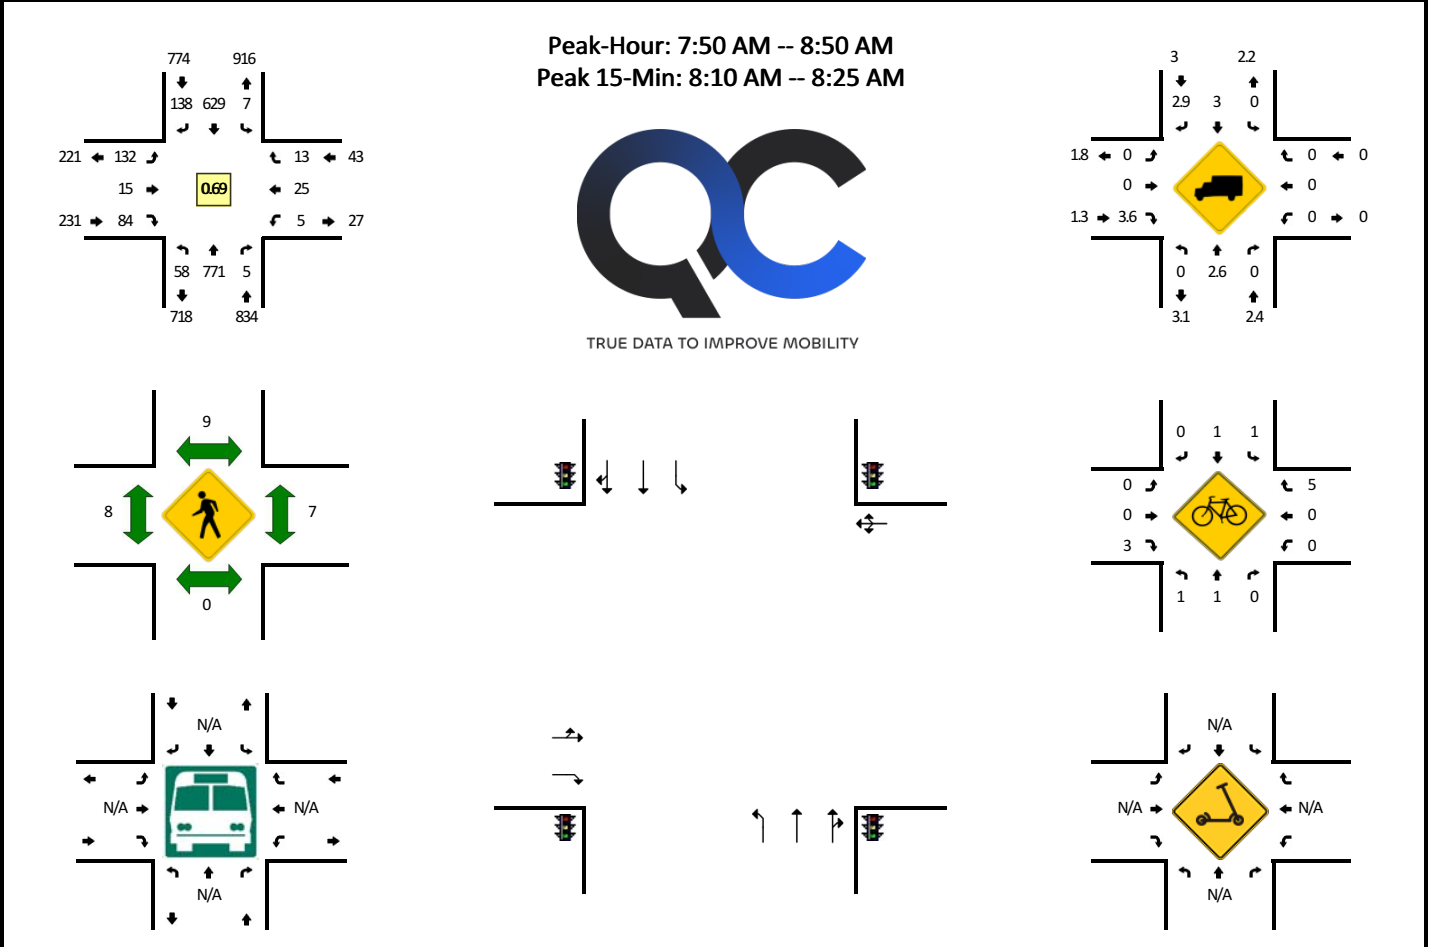 Peak-Hour: 7:50 AM -- 8:50 AM
Peak 15-Min: 8:10 AM -- 8:25 AM
774 916
138 629 7
221 132 13 43
15 0.69 25
231 84 5 27
58 771 5
718 834
TRUE DATA TO IMPROVE MOBILITY
3 2.2
2.9 3 0
1.8 0 0 0
0 0
1.3 3.6 0 0
0 2.6 0
3.1 2.4
9
8 7
0
0 1 1
0 5
0 0
3 0
1 1 0
N/A
N/A N/A
N/A
N/A
N/A N/A
N/A